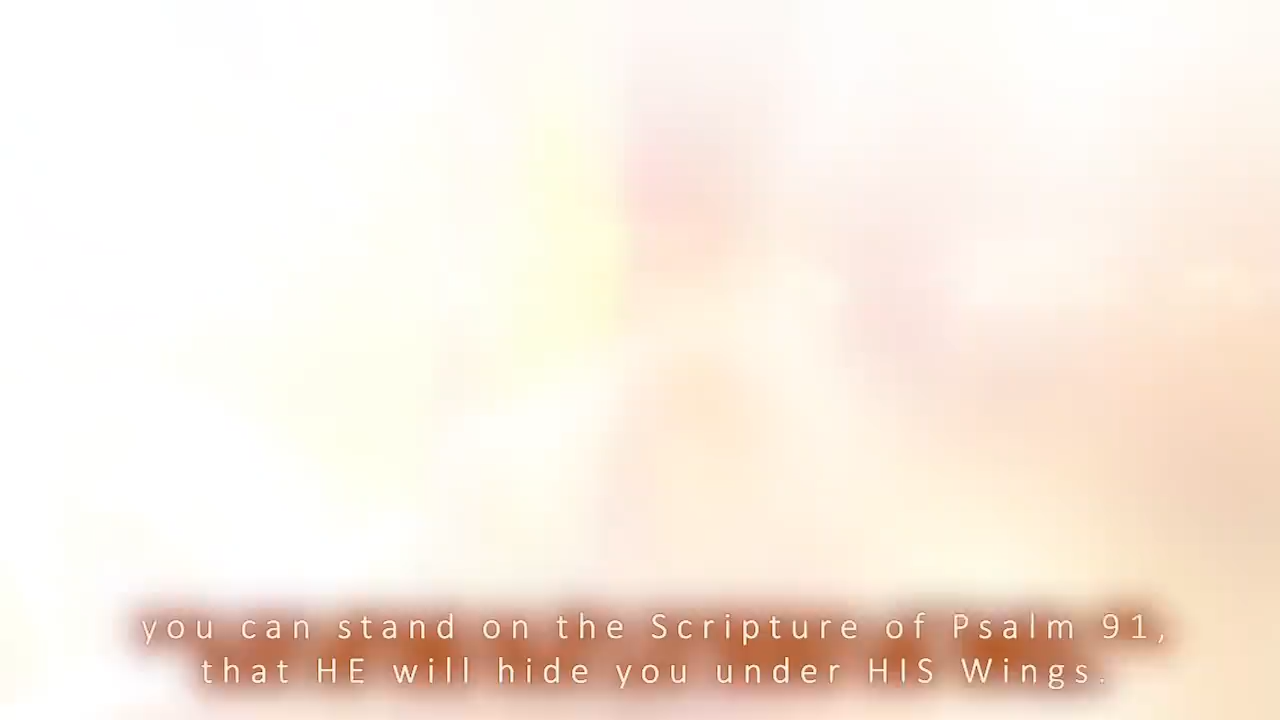 you can stand on the Scripture of Psalm 91,
that HE will hide you under HIS Wings.